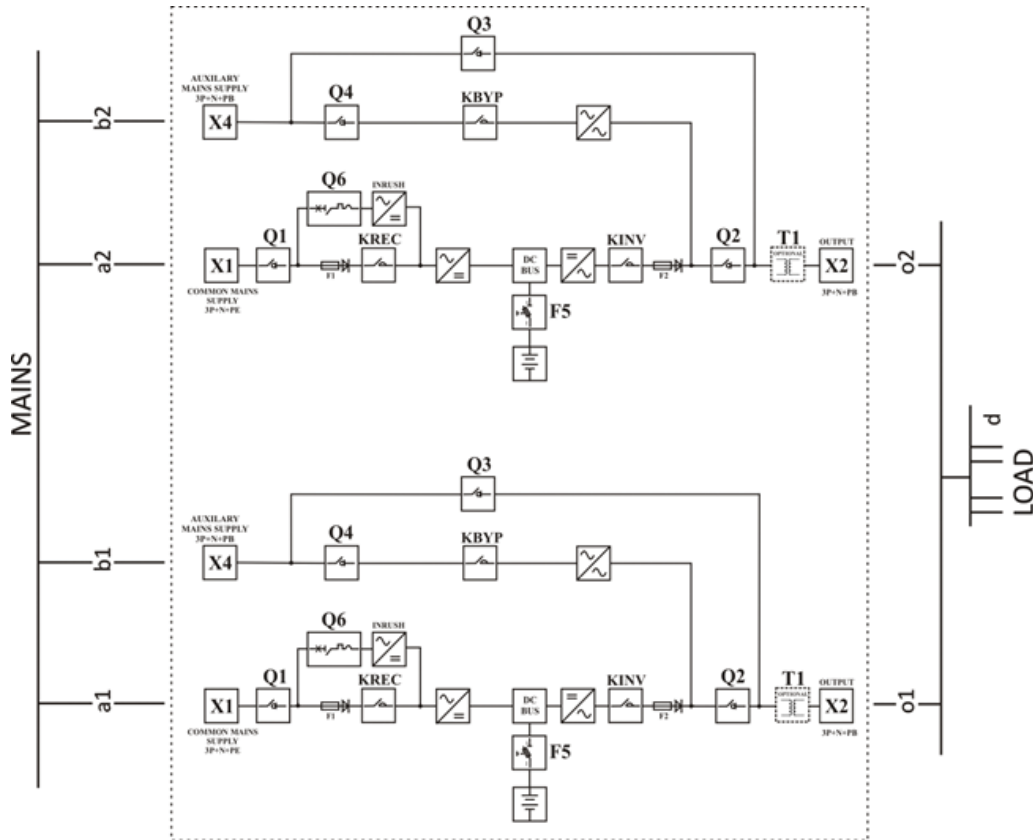 Q3
AUXILARY
MAINS SUPPLY
3P+N+PB
X4
Q4
KBYP
b2
Q6
INRUSH
Q1
KREC
KINV
Q2
T1
OPTIONAL
OUTPUT
a2
X1
F1
DC
BUS
F2
X2
o2
COMMON MAINS
SUPPLY
3P+N+PE
3P+N+PB
F5
MAINS
d
LOAD
Q3
AUXILARY
MAINS SUPPLY
3P+N+PB
X4
Q4
KBYP
b1
Q6
INRUSH
Q1
KREC
KINV
Q2
T1
OPTIONAL
OUTPUT
a1
X1
F1
DC
BUS
F2
X2
o1
COMMON MAINS
SUPPLY
3P+N+PE
3P+N+PB
F5